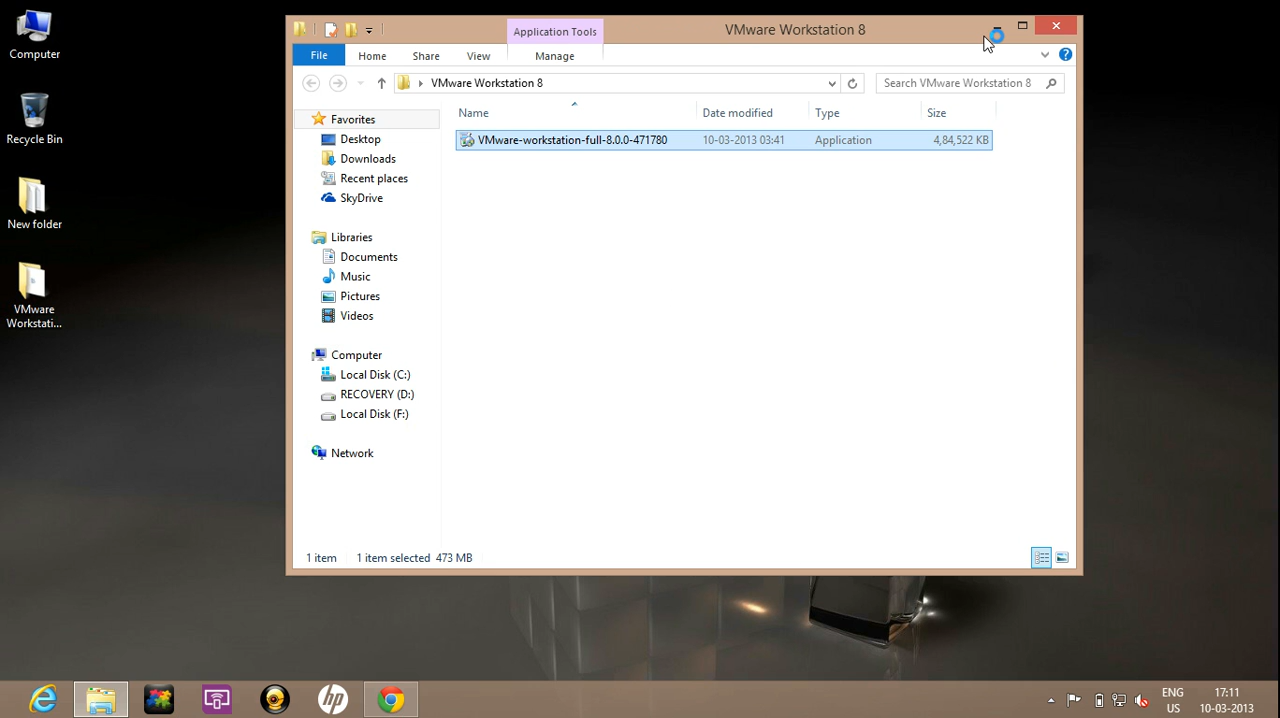 Computer
Recycle Bin
New folder
VMware
Workstati...
Application Tools
VMware Workstation 8
File
Home
Share
View
Manage
VMware Workstation 8
Search VMware Workstation 8
Favorites
Desktop
Downloads
Recent places
SkyDrive
Libraries
Documents
Music
Pictures
Videos
Computer
Local Disk (C:)
RECOVERY (D:)
Local Disk (F:)
Network
Name
Date modified
Type
Size
VMware-workstation-full-8.0.0-471780
10-03-2013 03:41
Application
4,84,522 KB
1 item
1 item selected
473 MB
hp
ENG
US
17:11
10-03-2013